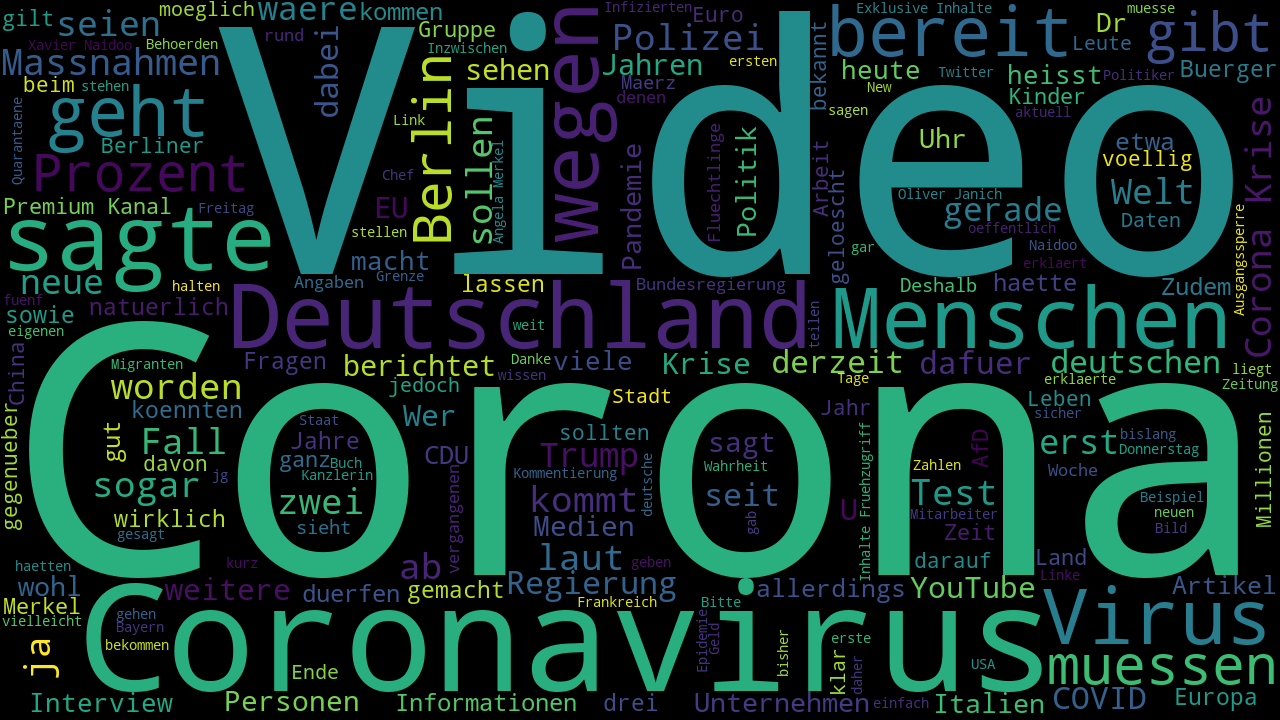 gilt
moeglich
waere
kommen
Infizierten
Euro
Exklusive Inhalte
muesse
seien
Xavier Naidoo
Behoerden
rund
dabei
Gruppe
Inzwischen
sehen
wegen
Polizei
bekannt
bereit
Dr
Leute
gibt
Massnahmen
beim
stehen
Berlin
Jahren
Maerz
denen
ersten
heute
Twitter
heisst
Politiker
Buerger
Video
geht
Quarantaene
Berliner
Link
sollen
Angela Merkel
Pandemie
Fluechtlinge
Politik
sagen
New
Kinder
aktuell
Uhr
etwa
voellig
Corona Krise
Prozent
Chef
EU
Arbeit
geloescht
Oliver Janich
gerade
Welt
Daten
oeffentlich
Premium Kanal
Freitag
stellen
sagte
macht
gar
Naidoo
erklaert
Ausgangssperre
neue
halten
Angaben
Grenze
lassen
Bundesregierung
Deshalb
haette
Zudem
fuenf
sowie
eigenen
natuerlich
Deutschland
weit
teilen
Menschen
China
Migranten
Fragen
berichtet
Danke
wissen
viele
Krise
derzeit
dafuer
deutschen
liegt
Zeitung
worden
koennten
jedoch
Stadt
Tage
erklaerte
Leben
sicher
gegenueber
gut
Fall
davon
sogar
jg
wirklich
gesagt
Staat
Jahre
ganz
Buch
Kanzlerin
zwei
sieht
Wer
CDU
vergangenen
sollten
Trump
Kommentierung
deutsche
kommt
Medien
sagt
Wahrheit
seit
gab
Jahr
U
Inhalte Fruehzugriff
Zahlen
AfD
Test
Mitarbeiter
Zeit
erst
bislang
Donnerstag
Woche
Beispiel
neuen
Bild
Millionen
Corona
haetten
wohl
kurz
weitere
duerfen
ab
gemacht
laut
Regierung
geben
allerdings
darauf
YouTube
Land
Linke
Artikel
Merkel
vielleicht
gehen
Bayern
bekommen
ja
Frankreich
Bitte
Epidemie
Geld
bisher
erste
klar
daher
USA
Coronavirus
Virus
muessen
Ende
Interview
Personen
Informationen
drei
Unternehmen
einfach
Italien
COVID
Europa